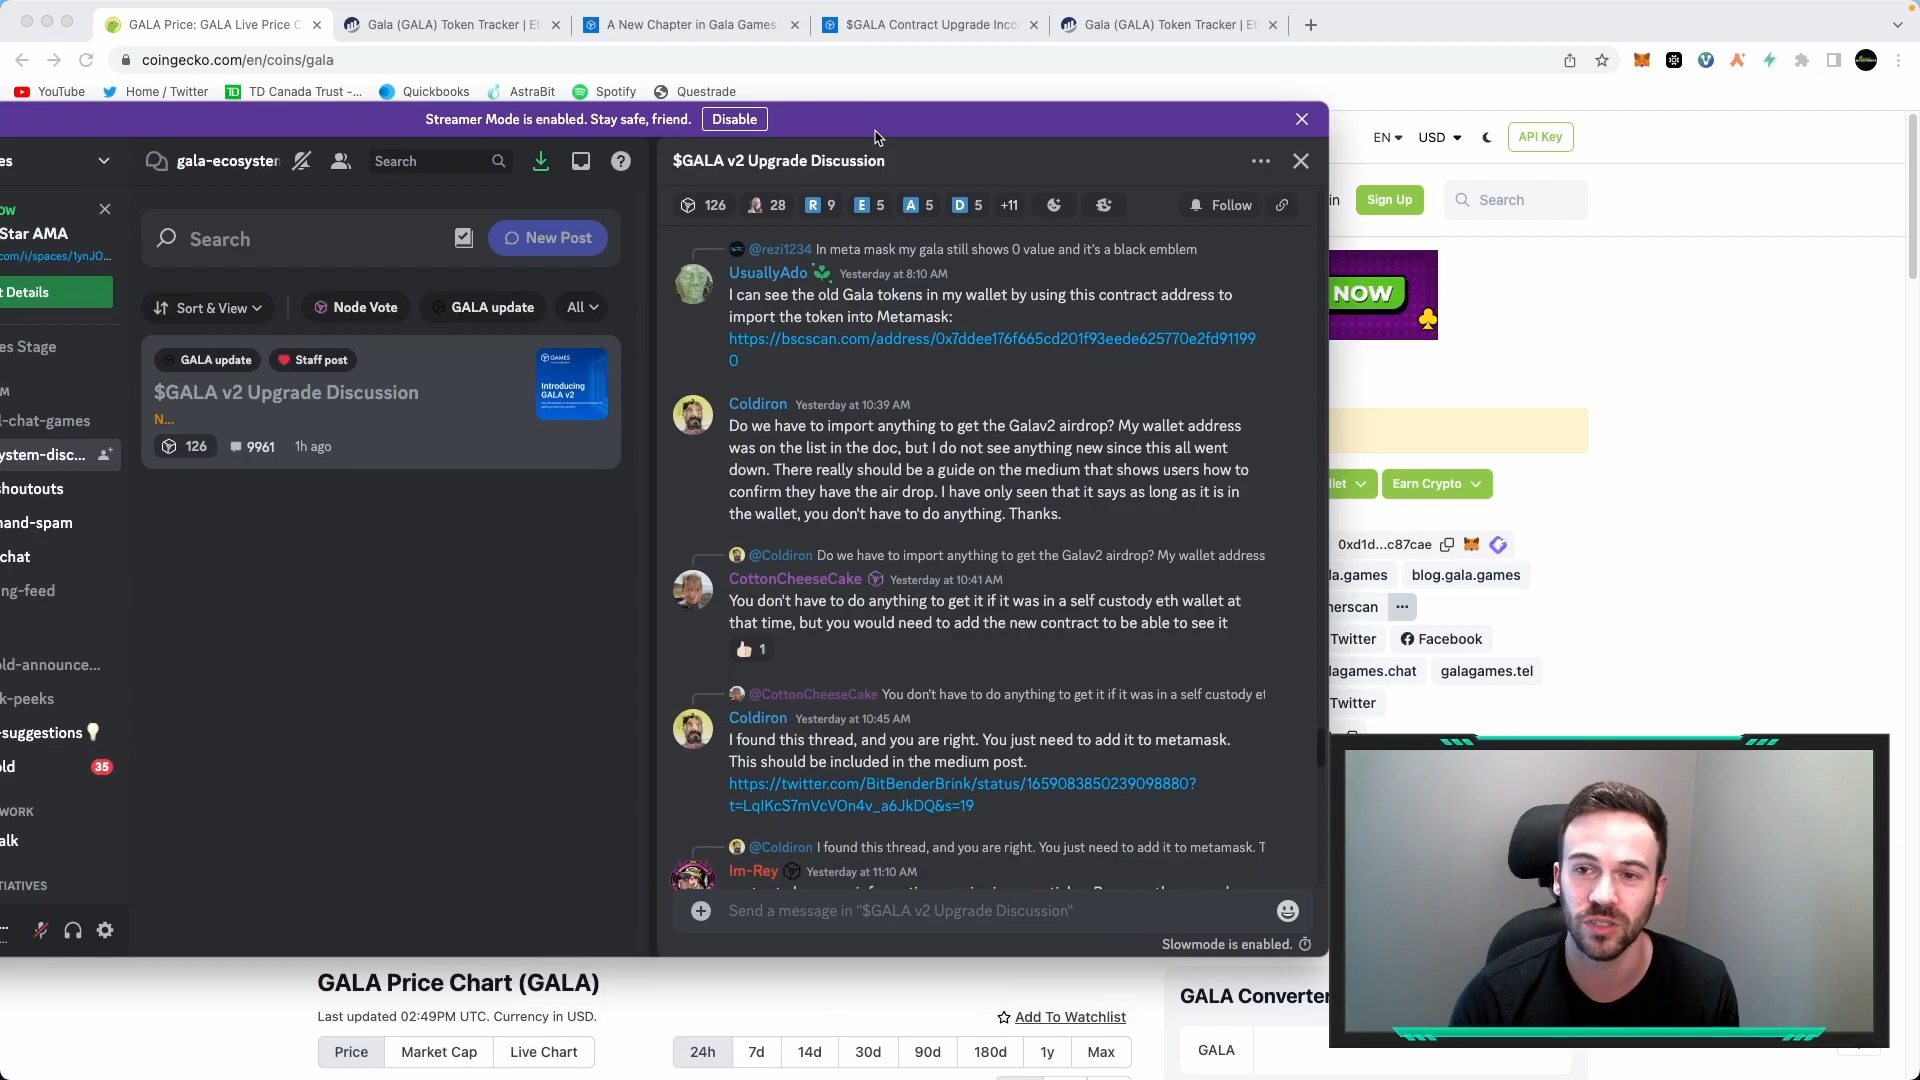 GALA Price: GALA Live Price C
Gala (GALA) Token Tracker | Et
A New Chapter in Gala Games
$GALA Contract Upgrade Inco
Gala (GALA) Token Tracker | Et
coingecko.com/en/coins/gala
YouTube
Home / Twitter
TD Canada Trust -...
Quickbooks
AstraBit
Spotify
Questrade
Streamer Mode is enabled. Stay safe, friend.
Disable
EN
USD
API Key
es
gala-ecosysten
Search
$GALA v2 Upgrade Discussion
126
28
R 9
E 5
A 5
D 5
+11
Follow
in
Sign Up
Search
ow
Star AMA
com/i/spaces/1ynJO...
t Details
Search
New Post
Sort & View
Node Vote
GALA update
All
es Stage
GALA update
Staff post
$GALA v2 Upgrade Discussion
N...
126
9961
1h ago
GAMES
Introducing
GALA v2
M
l-chat-games
ystem-disc...
shoutouts
hand-spam
chat
ng-feed
old-announce...
k-peeks
-suggestions
ld
35
WORK
alk
ITIATIVES
...
@rezi1234 In meta mask my gala still shows 0 value and it's a black emblem
UsuallyAdo Yesterday at 8:10 AM
I can see the old Gala tokens in my wallet by using this contract address to
import the token into Metamask:
https://bscscan.com/address/0x7ddee176f665cd201f93eede625770e2fd91199
0
Coldiron Yesterday at 10:39 AM
Do we have to import anything to get the Galav2 airdrop? My wallet address
was on the list in the doc, but I do not see anything new since this all went
down. There really should be a guide on the medium that shows users how to
confirm they have the air drop. I have only seen that it says as long as it is in
the wallet, you don't have to do anything. Thanks.
@Coldiron Do we have to import anything to get the Galav2 airdrop? My wallet address
CottonCheeseCake Yesterday at 10:41 AM
You don't have to do anything to get it if it was in a self custody eth wallet at
that time, but you would need to add the new contract to be able to see it
1
@CottonCheeseCake You don't have to do anything to get it if it was in a self custody et
Coldiron Yesterday at 10:45 AM
I found this thread, and you are right. You just need to add it to metamask.
This should be included in the medium post.
https://twitter.com/BitBenderBrink/status/1659083850239098880?
t=LqIKcS7mVcVOn4v_a6JkDQ&s=19
@Coldiron I found this thread, and you are right. You just need to add it to metamask. T
Im-Rey Yesterday at 11:10 AM
Send a message in "$GALA v2 Upgrade Discussion"
Slowmode is enabled.
NOW
llet
Earn Crypto
0xd1d...c87cae
la.games
blog.gala.games
herscan
...
Twitter
Facebook
lagames.chat
galagames.tel
Twitter
GALA Price Chart (GALA)
Last updated 02:49PM UTC. Currency in USD.
Add To Watchlist
Price
Market Cap
Live Chart
24h
7d
14d
30d
90d
180d
1y
Max
GALA Converter
GALA